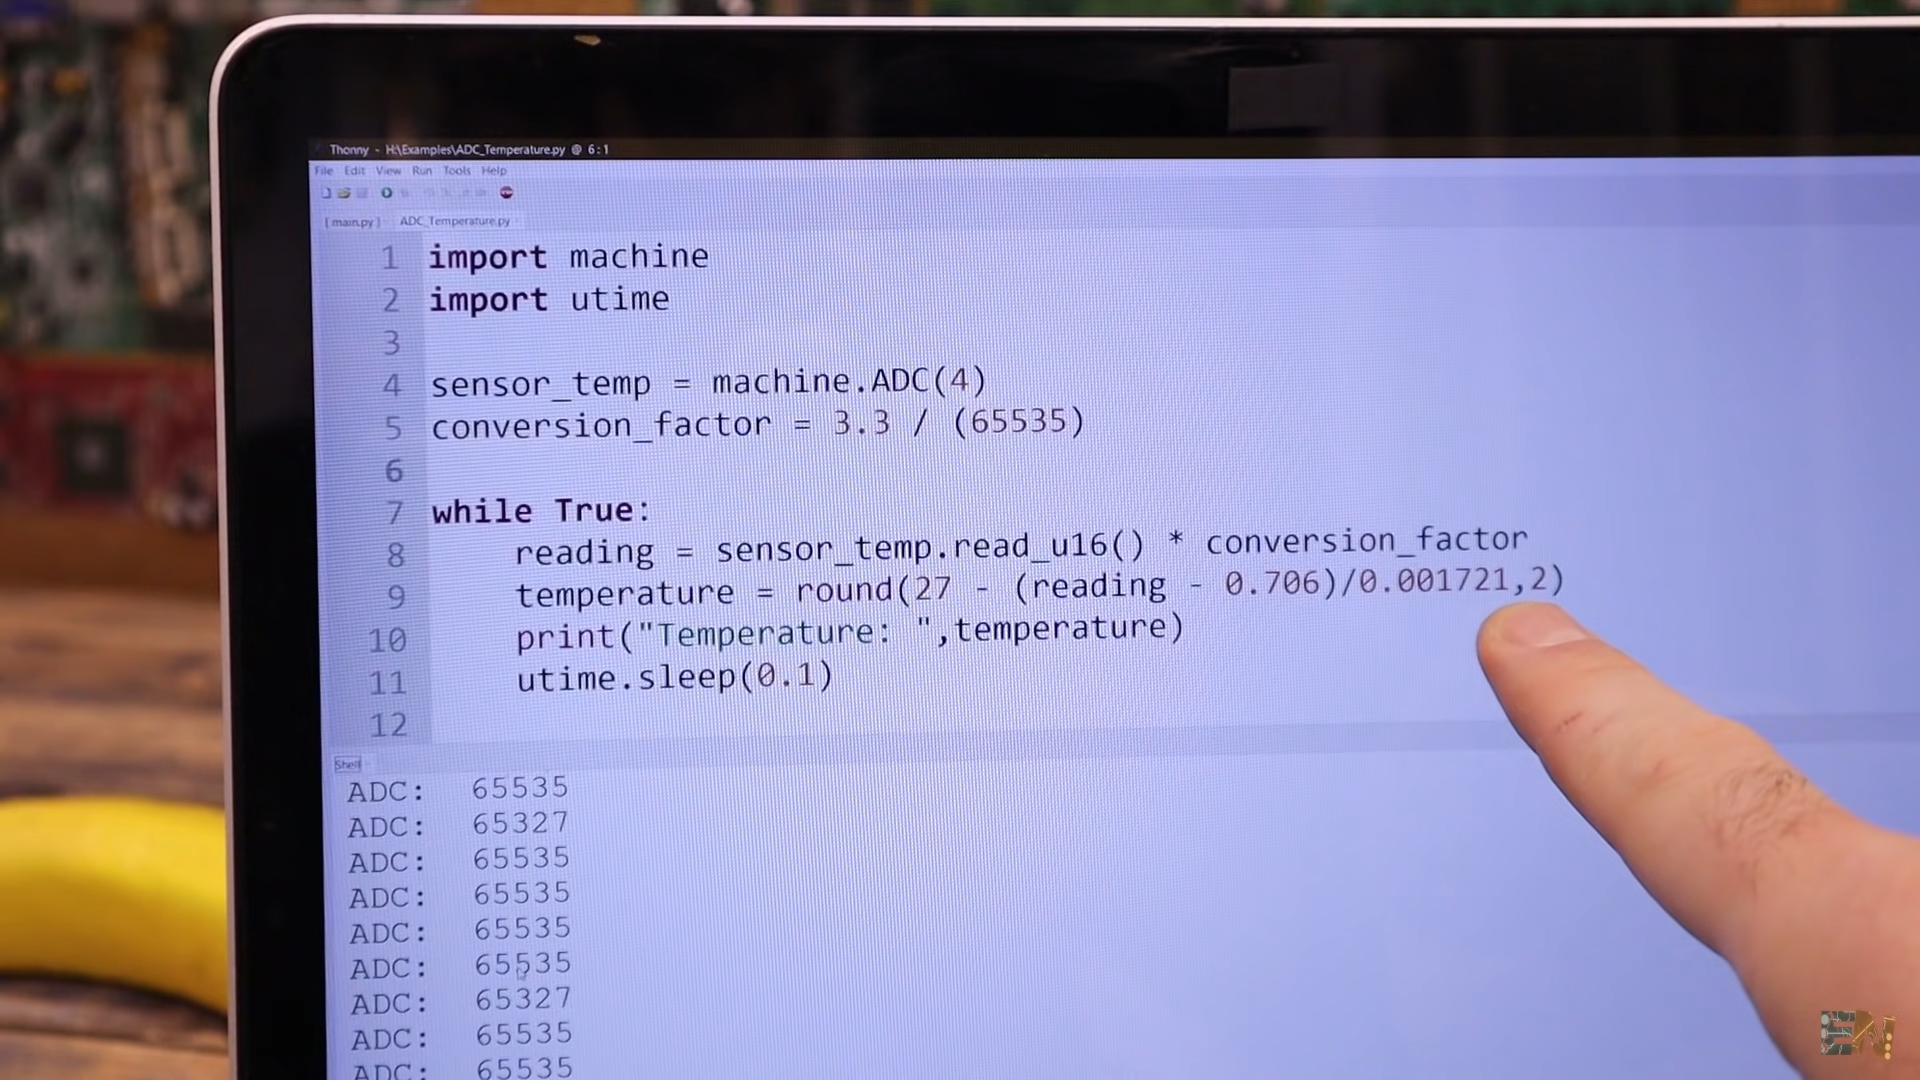 Thonny - H:\Examples\ADC_Temperature.py @ 6:1
File Edit View Run Tools Help
[ main.py ] ADC_Temperature.py
1 import machine
2 import utime
3
4 sensor_temp = machine.ADC(4)
5 conversion_factor = 3.3 / (65535)
6
7 while True:
8 reading = sensor_temp.read_u16() * conversion_factor
9 temperature = round(27 - (reading - 0.706)/0.001721,2)
10 print("Temperature: ",temperature)
11 utime.sleep(0.1)
12
Shell
ADC: 65535
ADC: 65327
ADC: 65535
ADC: 65535
ADC: 65535
ADC: 65535
ADC: 65327
ADC: 65535
ADC: 65535
EN